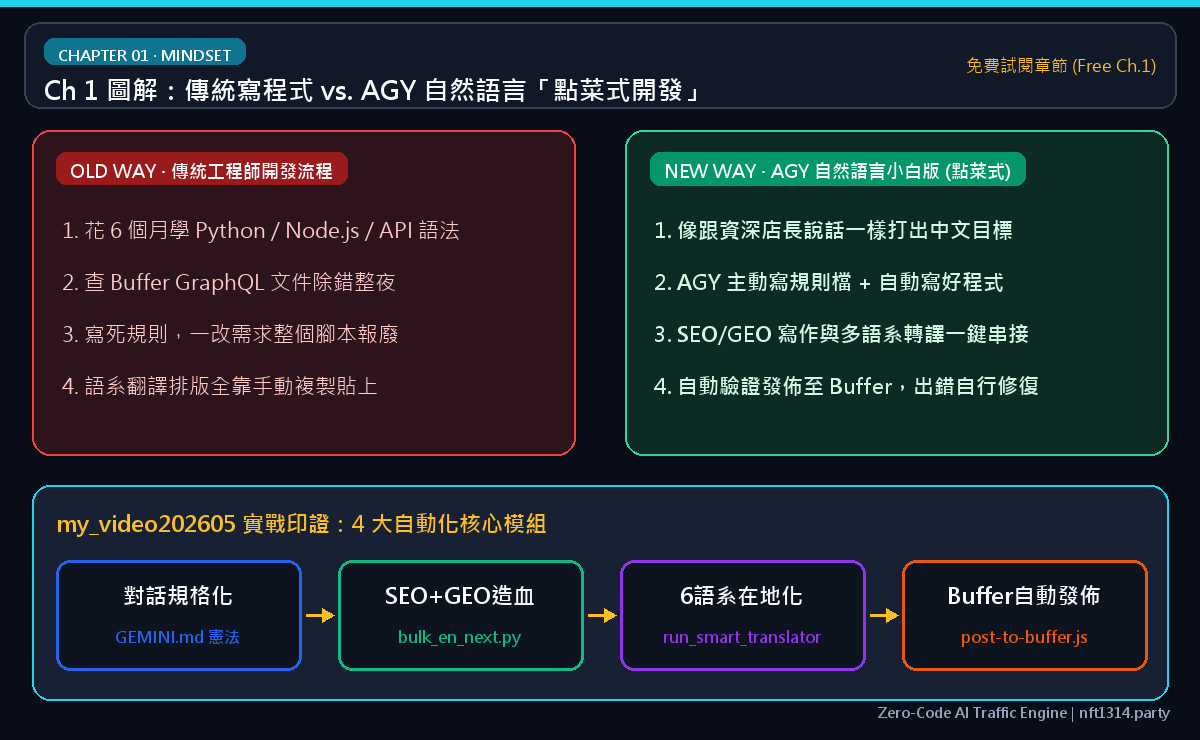 CHAPTER 01 · MINDSET
Ch 1 圖解：傳統寫程式 vs. AGY 自然語言「點菜式開發」
免費試閱章節 (Free Ch.1)
OLD WAY · 傳統工程師開發流程
1. 花 6 個月學 Python / Node.js / API 語法
2. 查 Buffer GraphQL 文件除錯整夜
3. 寫死規則，一改需求整個腳本報廢
4. 語系翻譯排版全靠手動複製貼上
NEW WAY · AGY 自然語言小白版 (點菜式)
1. 像跟資深店長說話一樣打出中文目標
2. AGY 主動寫規則檔 + 自動寫好程式
3. SEO/GEO 寫作與多語系轉譯一鍵串接
4. 自動驗證發佈至 Buffer，出錯自行修復
my_video202605 實戰印證：4 大自動化核心模組
對話規格化
GEMINI.md 憲法
SEO+GEO造血
bulk_en_next.py
6語系在地化
run_smart_translator
Buffer自動發佈
post-to-buffer.js
Zero-Code AI Traffic Engine | nft1314.party